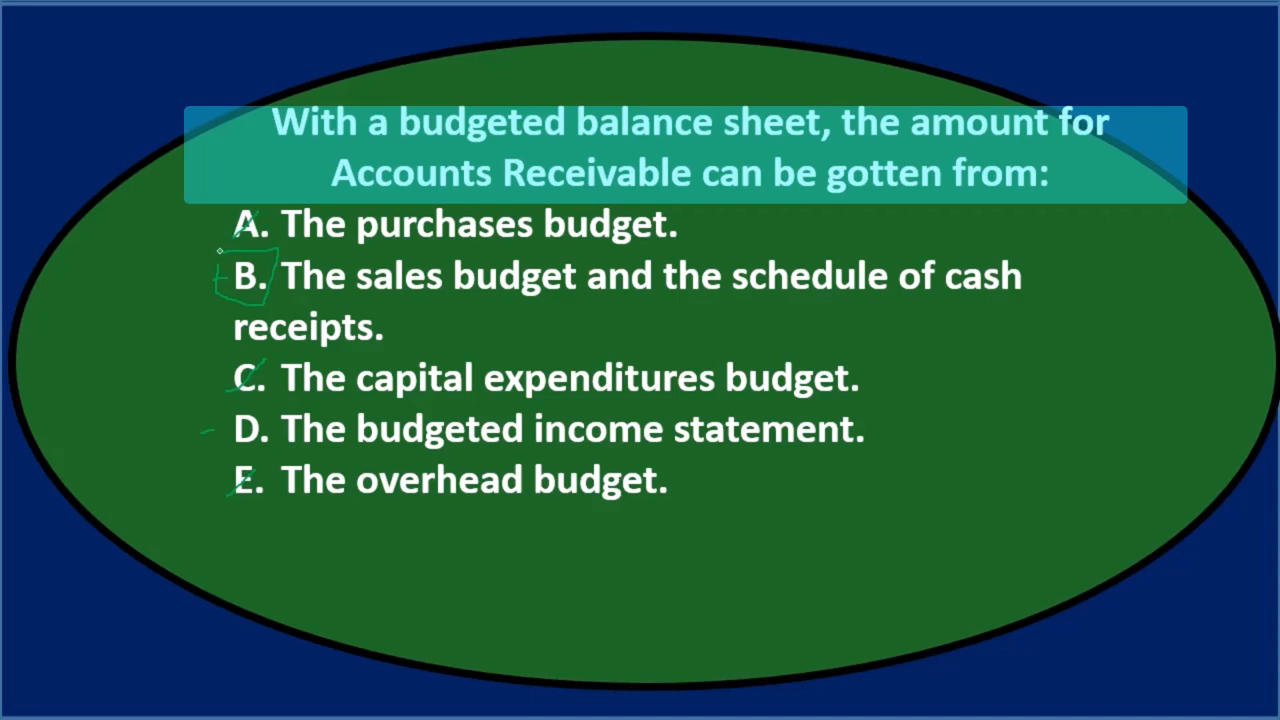 With a budgeted balance sheet, the amount for
Accounts Receivable can be gotten from:
A. The purchases budget.
B. The sales budget and the schedule of cash
receipts.
C. The capital expenditures budget.
D. The budgeted income statement.
E. The overhead budget.